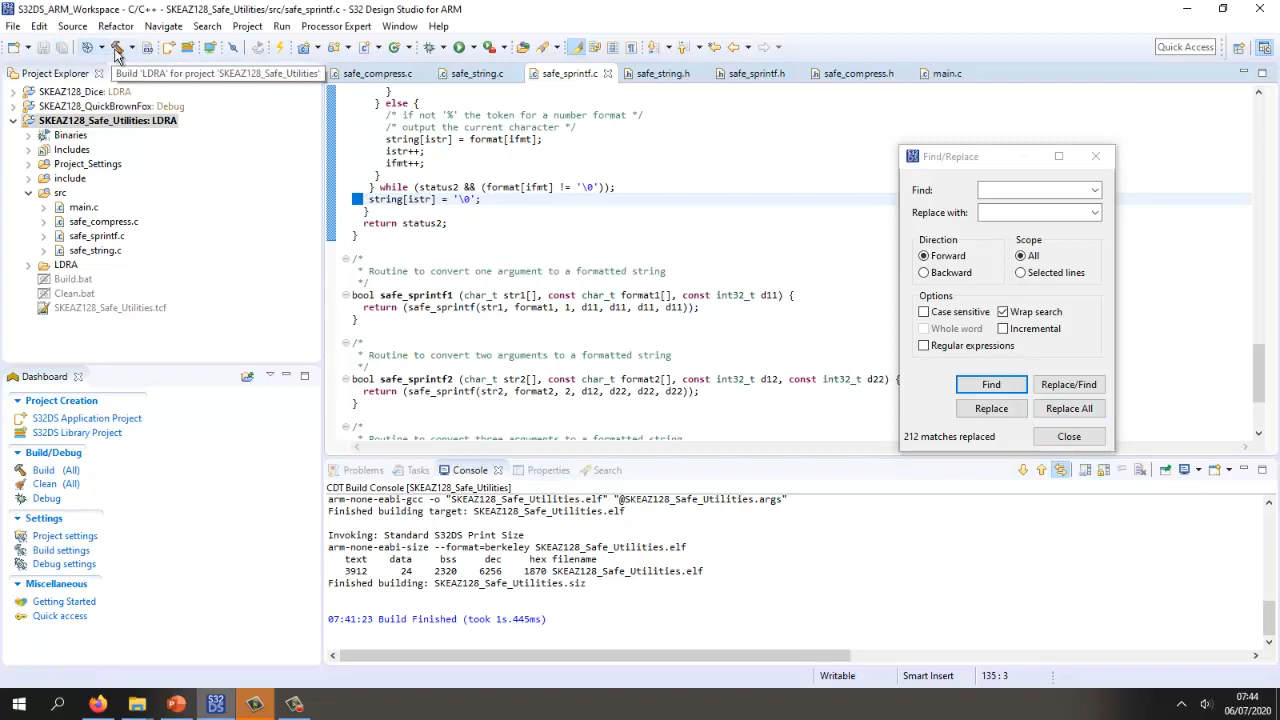 S32DS_ARM_Workspace - C/C++ - SKEAZ128_Safe_Utilities/src/safe_sprintf.c - S32 Design Studio for ARM
File Edit Source Refactor Navigate Search Project Run Processor Expert Window Help
Quick Access
Project Explorer
Build 'LDRA' for project 'SKEAZ128_Safe_Utilities'
safe_compress.c safe_string.c safe_sprintf.c safe_string.h safe_sprintf.h safe_compress.h main.c
SKEAZ128_Dice: LDRA
SKEAZ128_QuickBrownFox: Debug
SKEAZ128_Safe_Utilities: LDRA
Binaries
Includes
Project_Settings
include
src
main.c
safe_compress.c
safe_sprintf.c
safe_string.c
LDRA
Build.bat
Clean.bat
SKEAZ128_Safe_Utilities.tcf
}
} else {
/* if not '%' the token for a number format */
/* output the current character */
string[istr] = format[ifmt];
istr++;
ifmt++;
}
} while (status2 && (format[ifmt] != '\0'));
string[istr] = '\0';
}
return status2;
}
/*
* Routine to convert one argument to a formatted string
*/
bool safe_sprintf1 (char_t str1[], const char_t format1[], const int32_t d11) {
return (safe_sprintf(str1, format1, 1, d11, d11, d11, d11));
}
/*
* Routine to convert two arguments to a formatted string
*/
bool safe_sprintf2 (char_t str2[], const char_t format2[], const int32_t d12, const int32_t d22) {
return (safe_sprintf(str2, format2, 2, d12, d22, d22, d22));
}
/*
* Routine to convert three arguments to a formatted string
Find/Replace
Find:
Replace with:
Direction Scope
Forward All
Backward Selected lines
Options
Case sensitive Wrap search
Whole word Incremental
Regular expressions
Find Replace/Find
Replace Replace All
212 matches replaced Close
Dashboard
Project Creation
S32DS Application Project
S32DS Library Project
Build/Debug
Build (All)
Clean (All)
Debug
Settings
Project settings
Build settings
Debug settings
Miscellaneous
Getting Started
Quick access
Problems Tasks Console Properties Search
CDT Build Console [SKEAZ128_Safe_Utilities]
arm-none-eabi-gcc -o "SKEAZ128_Safe_Utilities.elf" "@SKEAZ128_Safe_Utilities.args"
Finished building target: SKEAZ128_Safe_Utilities.elf
Invoking: Standard S32DS Print Size
arm-none-eabi-size --format=berkeley SKEAZ128_Safe_Utilities.elf
text data bss dec hex filename
3912 24 2320 6256 1870 SKEAZ128_Safe_Utilities.elf
Finished building: SKEAZ128_Safe_Utilities.siz
07:41:23 Build Finished (took 1s.445ms)
Writable Smart Insert 135 : 3
S32
DS
07:44
06/07/2020